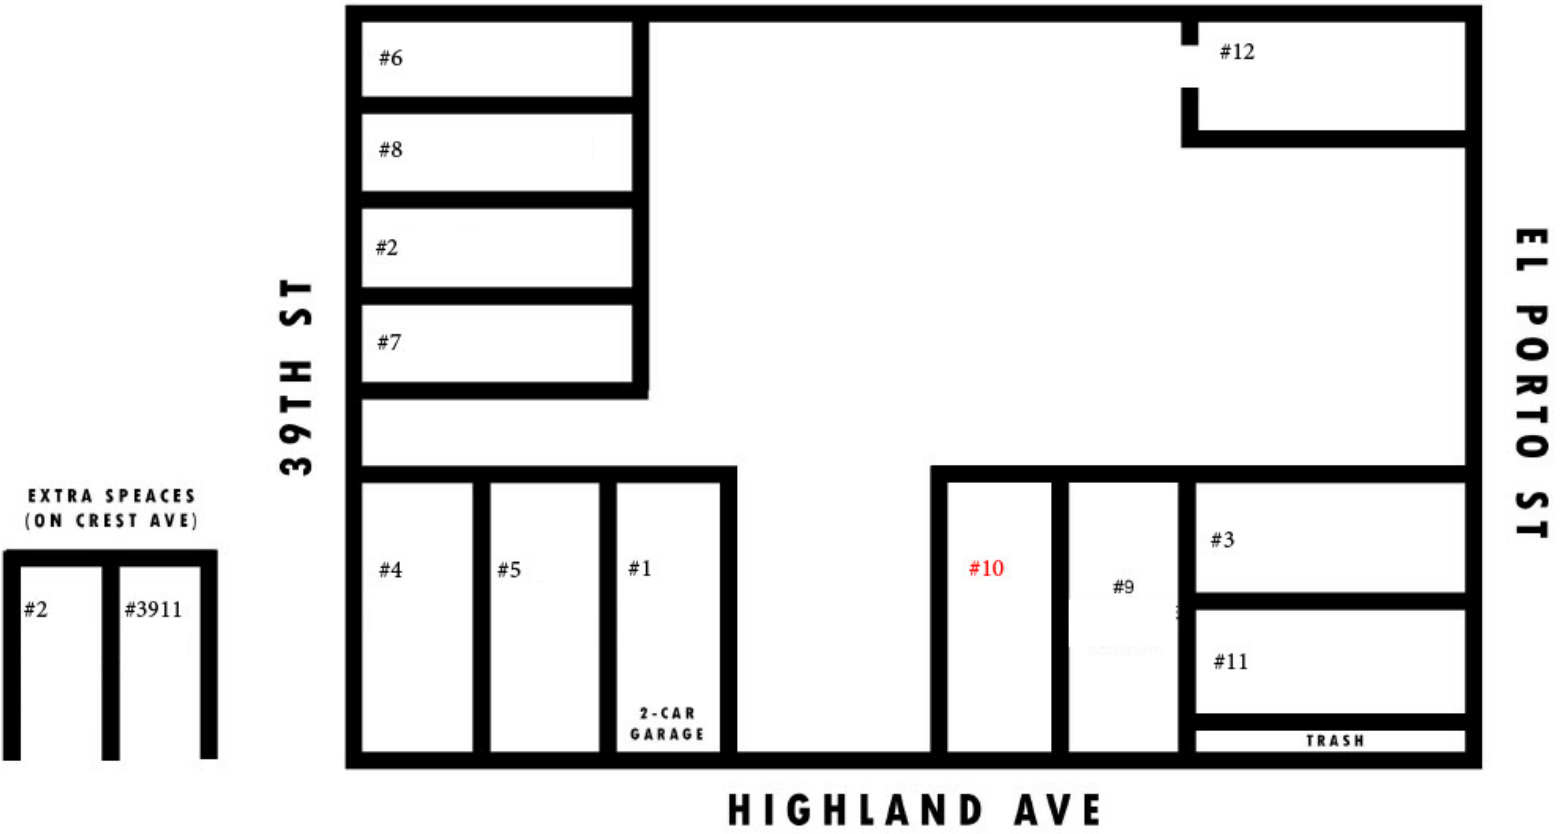 #6
#12
#8
#2
#7
39TH ST
EL PORTO ST
EXTRA SPEACES
(ON CREST AVE)
#2
#3911
#4
#5
#1
2-CAR
GARAGE
#10
#9
#3
#11
TRASH
HIGHLAND AVE